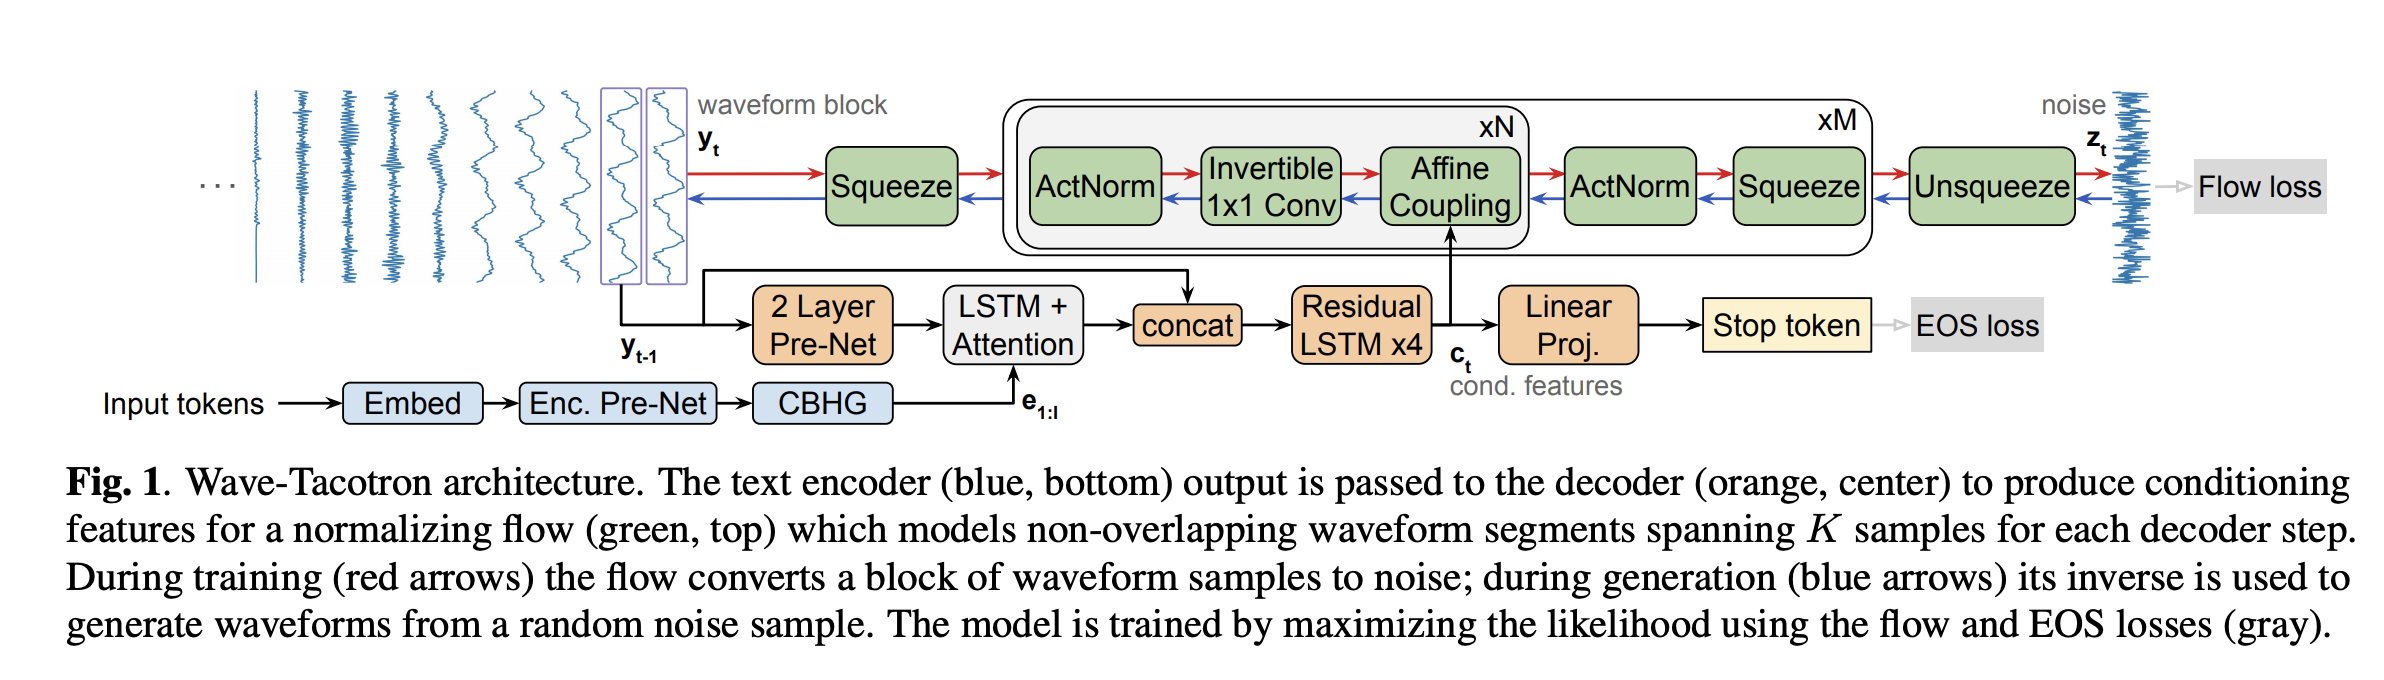 waveform block
y_t
noise
z_t
xN
xM
Squeeze
ActNorm
Invertible
1x1 Conv
Affine
Coupling
ActNorm
Squeeze
Unsqueeze
Flow loss
...
2 Layer
Pre-Net
LSTM +
Attention
concat
Residual
LSTM x4
Linear
Proj.
Stop token
EOS loss
y_t-1
c_t
cond. features
Input tokens
Embed
Enc. Pre-Net
CBHG
e_1:I
Fig. 1. Wave-Tacotron architecture. The text encoder (blue, bottom) output is passed to the decoder (orange, center) to produce conditioning
features for a normalizing flow (green, top) which models non-overlapping waveform segments spanning K samples for each decoder step.
During training (red arrows) the flow converts a block of waveform samples to noise; during generation (blue arrows) its inverse is used to
generate waveforms from a random noise sample. The model is trained by maximizing the likelihood using the flow and EOS losses (gray).